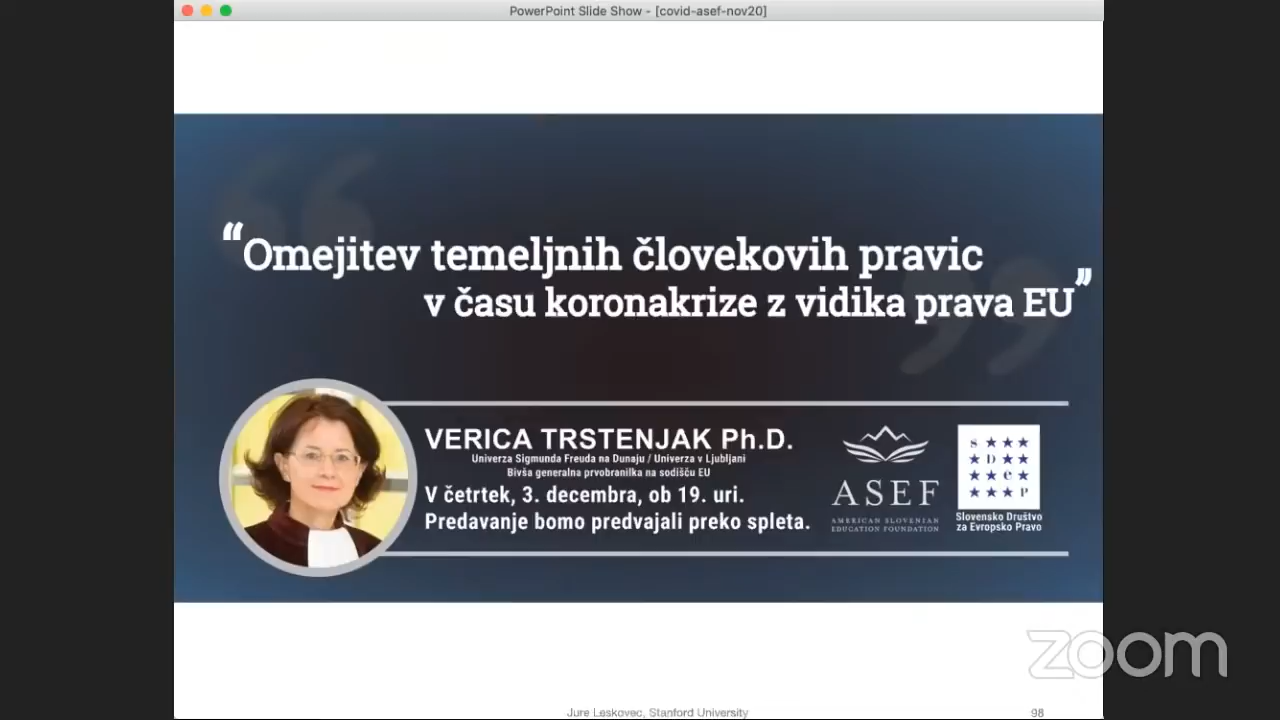 PowerPoint Slide Show - [covid-asef-nov20]
“Omejitev temeljnih človekovih pravic
v času koronakrize z vidika prava EU”
VERICA TRSTENJAK Ph.D.
Univerza Sigmunda Freuda na Dunaju / Univerza v Ljubljani
Bivša generalna prvobranilka na sodišču EU
V četrtek, 3. decembra, ob 19. uri.
Predavanje bomo predvajali preko spleta.
ASEF
AMERICAN SLOVENIAN
EDUCATION FOUNDATION
S
D
C
P
Slovensko Društvo
za Evropsko Pravo
zoom
Jure Leskovec, Stanford University
98